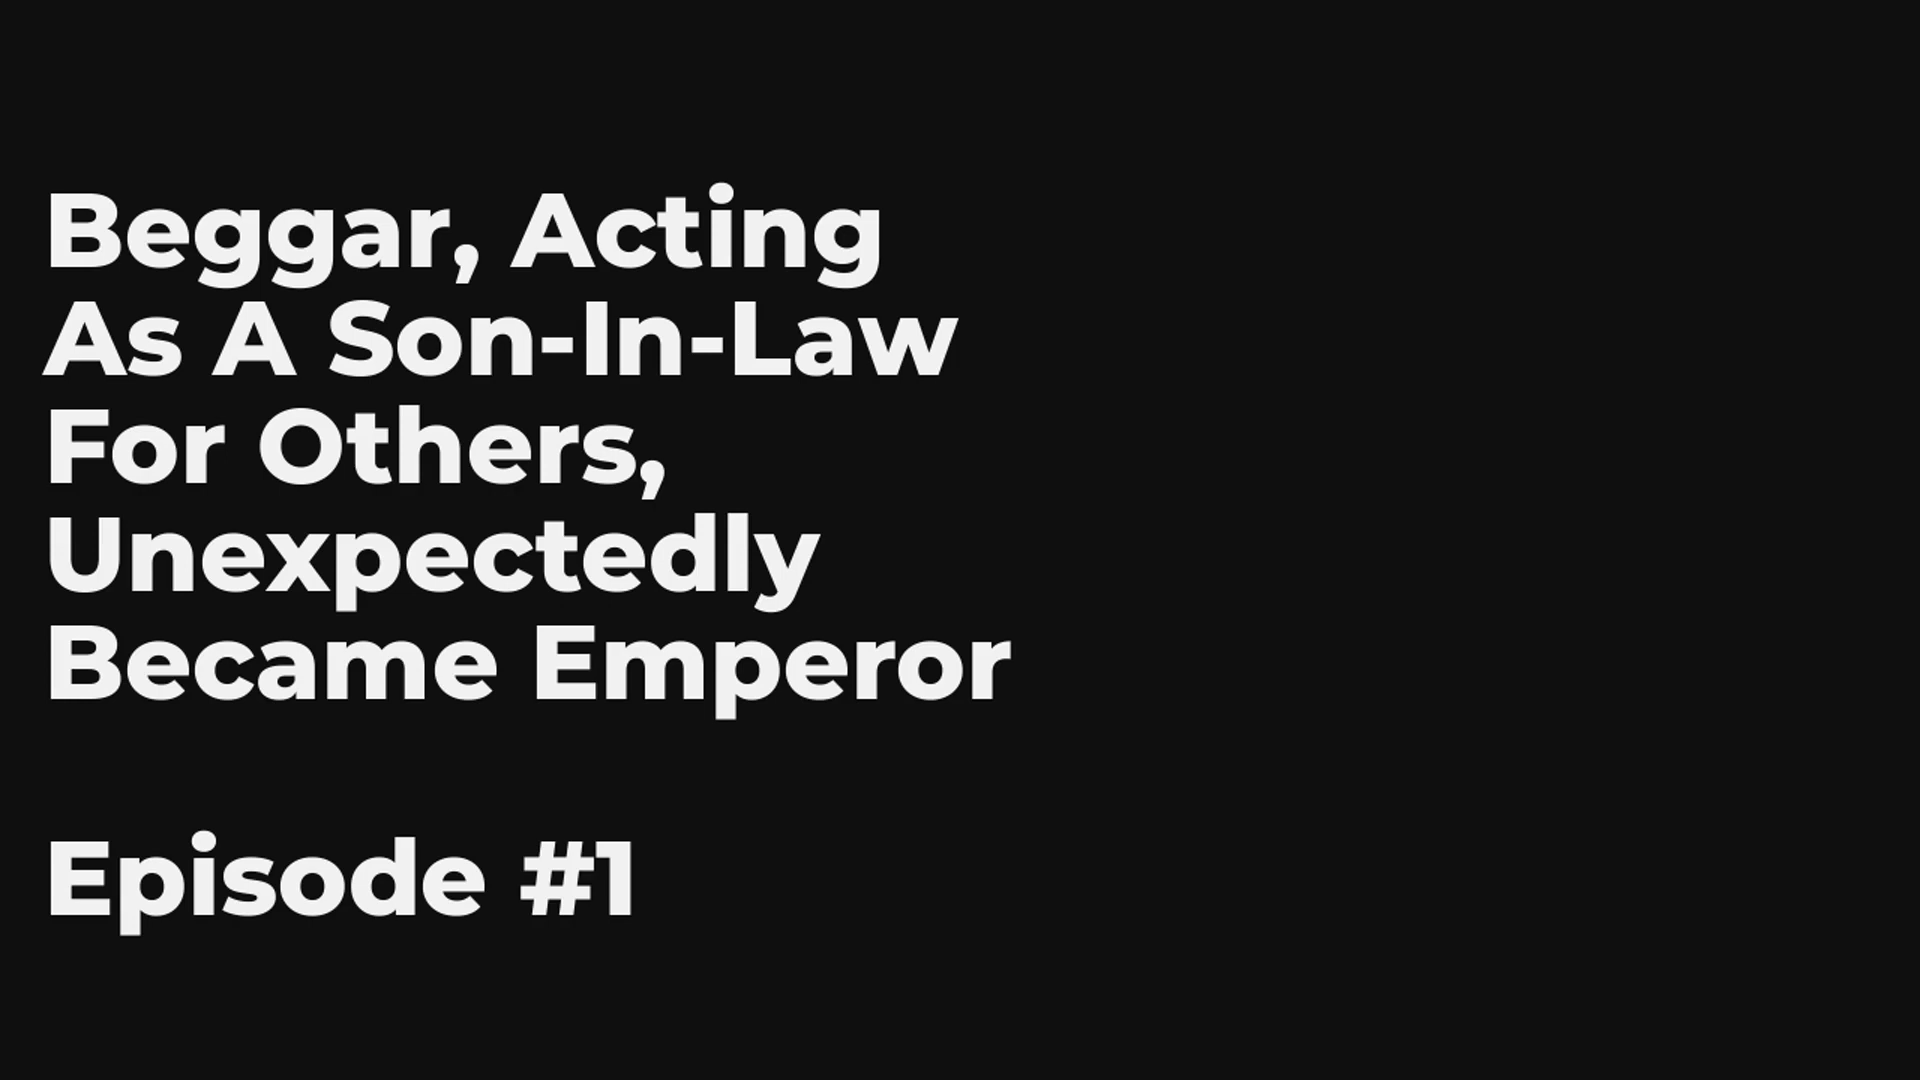 Beggar, Acting
As A Son-In-Law
For Others,
Unexpectedly
Became Emperor
Episode #1